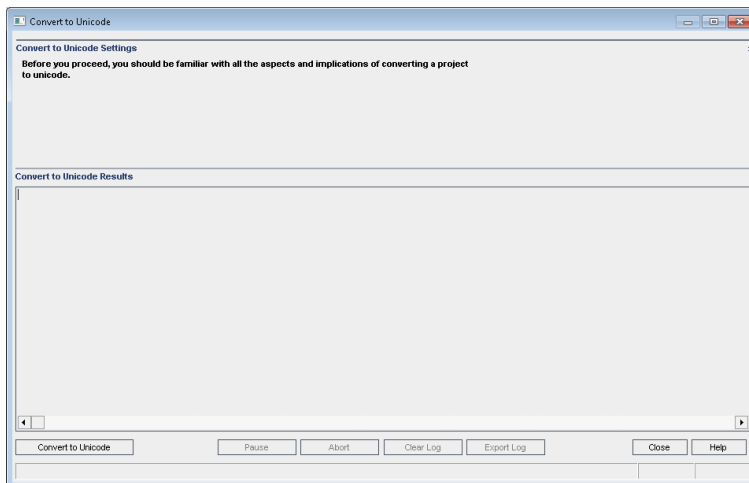 Convert to Unicode
Convert to Unicode Settings
Before you proceed, you should be familiar with all the aspects and implications of converting a project
to unicode.
Convert to Unicode Results
Convert to Unicode
Pause
Abort
Clear Log
Export Log
Close
Help